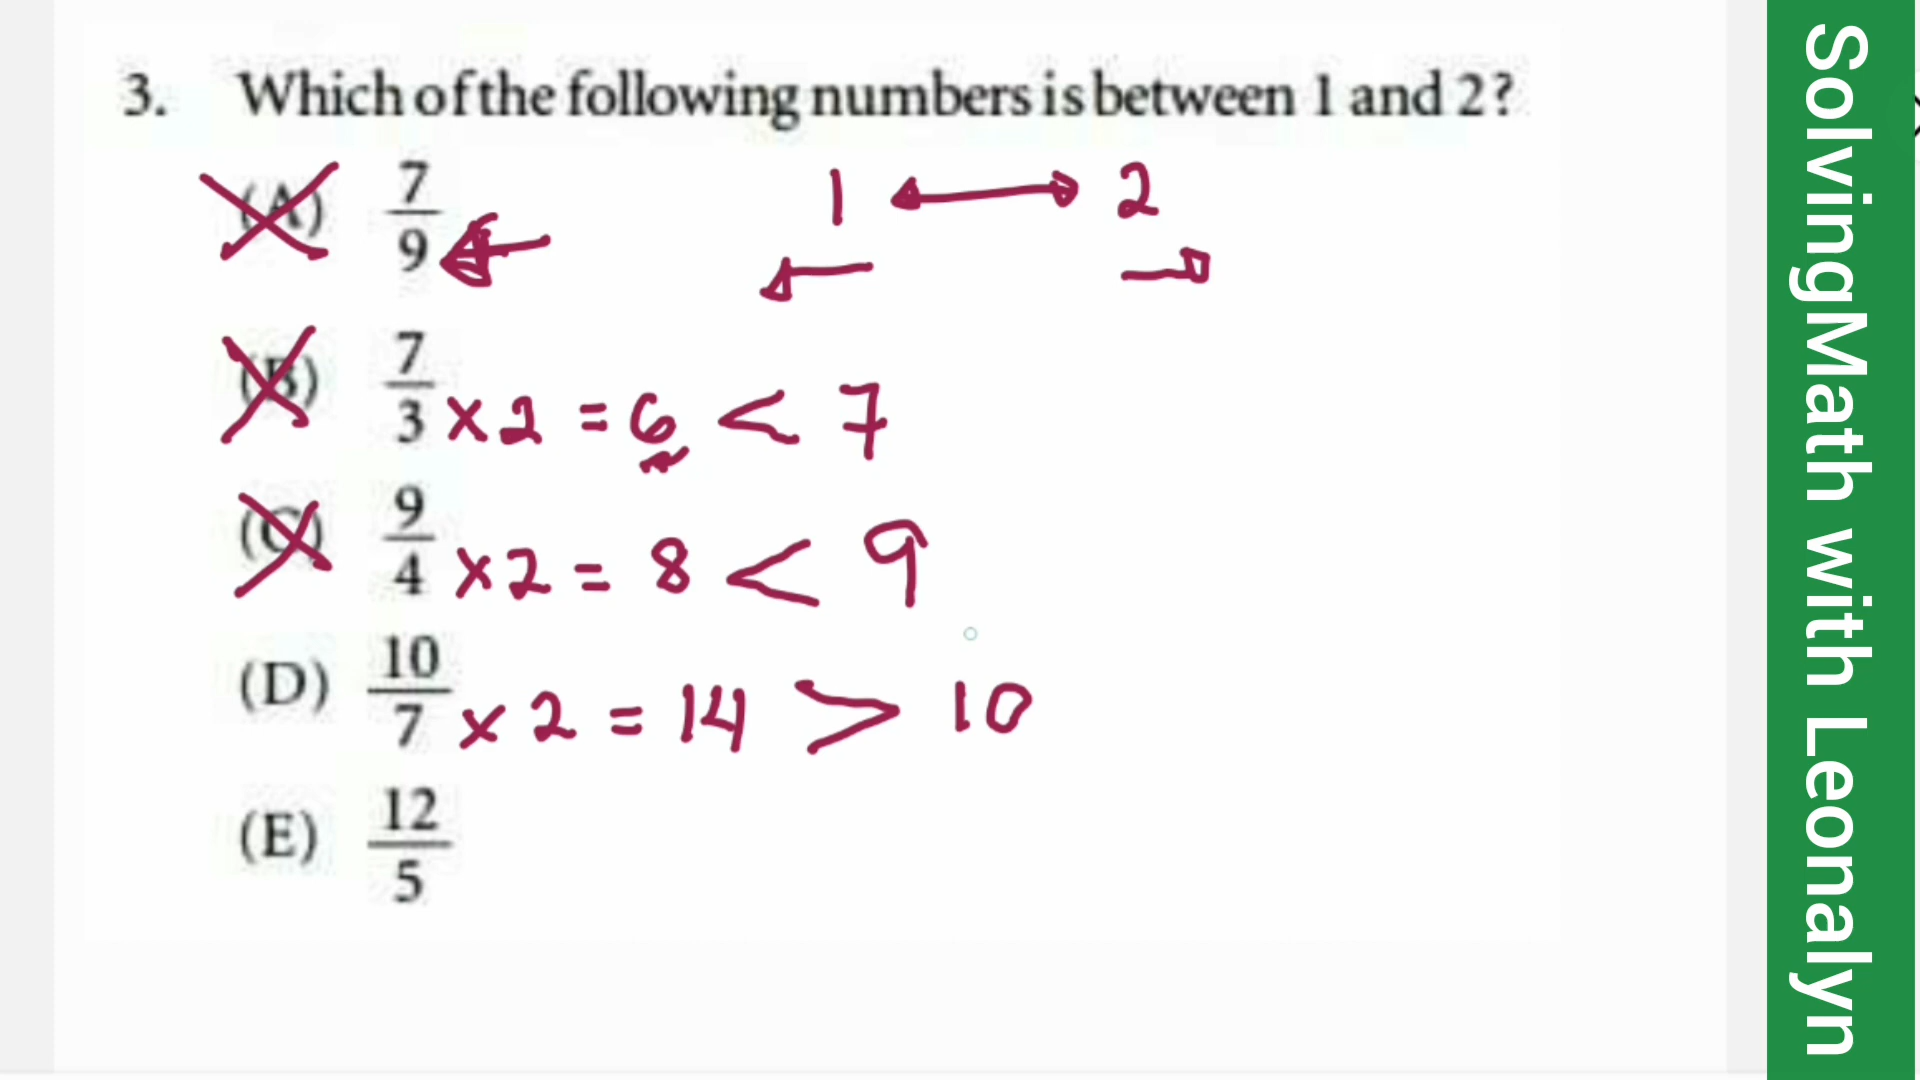 3. Which of the following numbers is between 1 and 2?
(A) 7/9
1 2
(B) 7/3 × 2 = 6 < 7
(C) 9/4 × 2 = 8 < 9
(D) 10/7 × 2 = 14 > 10
(E) 12/5
SolvingMath with Leonalyn